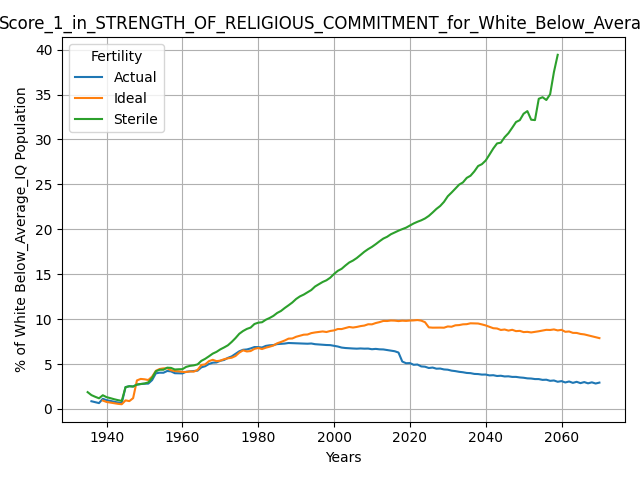 Score_1_in_STRENGTH_OF_RELIGIOUS_COMMITMENT_for_White_Below_Avera
Fertility
Actual
Ideal
Sterile
% of White Below_Average_IQ Population
40
35
30
25
20
15
10
5
0
1940 1960 1980 2000 2020 2040 2060
Years